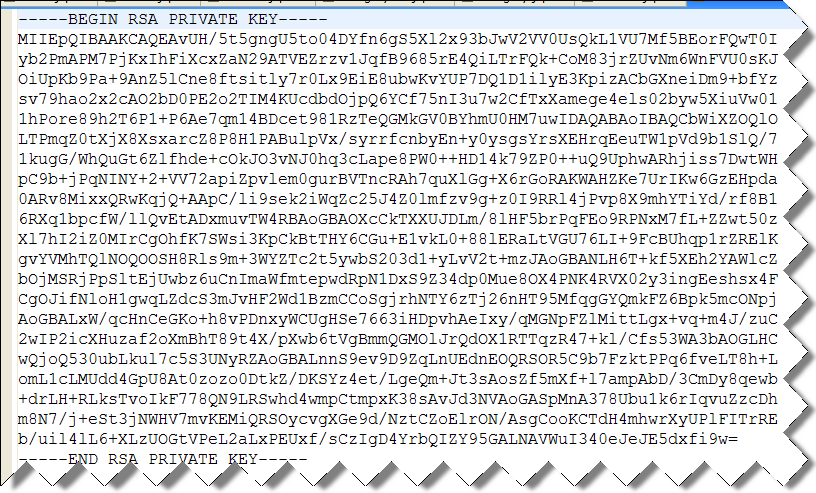 -----BEGIN RSA PRIVATE KEY-----
MIIEpQIBAAKCAQEAvUH/5t5gngU5to04DYfn6gS5Xl2x93bJwV2VV0UsQkL1VU7Mf5BEorFQwT0I
yb2PmAPM7PjKxIhFiXcxZaN29ATVEZrzv1JqfB9685rE4QiLTrFQk+CoM83jrZUvNm6WnFVU0sKJ
OiUpKb9Pa+9AnZ5lCne8ftsitly7r0Lx9EiE8ubwKvYUP7DQ1D1ilyE3KpizACbGXneiDm9+bfYz
sv79hao2x2cAO2bD0PE2o2TIM4KUcdbdOjpQ6YCf75nI3u7w2CfTxXamege4els02byw5XiuVw01
1hPore89h2T6P1+P6Ae7qm14BDcet981RzTeQGMkGV0BYhmU0HM7uwIDAQABAoIBAQCbWiXZOQlO
LTPmqZ0tXjX8XsxarcZ8P8H1PABulpVx/syrrfcnbyEn+y0ysgsYrsXEHrqEeuTW1pVd9b1SlQ/7
1kugG/WhQuGt6Zlfhde+cOkJO3vNJ0hq3cLape8PW0++HD14k79ZP0++uQ9UphwARhjiss7DwtWH
pC9b+jPqNINY+2+VV72apiZpvlem0gurBVTncRAh7quXlGg+X6rGoRAKWAHZKe7UrIKw6GzEHpda
0ARv8MixxQRwKqjQ+AApC/li9sek2iWqZc25J4Z0lmfzv9g+z0I9RRl4jPvp8X9mhYTiYd/rf8B1
6RXq1bpcfW/llQvEtADxmuvTW4RBAoGBAOXcCkTXXUJDLm/8lHF5brPqFEo9RPNxM7fL+ZZwt50z
Xl7hI2iZ0MIrCgOhfK7SWsi3KpCkBtTHY6CGu+E1vkL0+88lERaLtVGU76LI+9FcBUhqp1rZRElK
gvYVMhTQlNOQOOSH8Rls9m+3WYZTc2t5ywbS203d1+yLvV2t+mzJAoGBANLH6T+kf5XEh2YAWlcZ
bOjMSRjPpSltEjUwbz6uCnImaWfmtepwdRpN1DxS9Z34dp0Mue8OX4PNK4RVX02y3ingEeshsx4F
CgOJifNloH1gwqLZdcS3mJvHF2Wd1BzmCCoSgjrhNTY6zTj26nHT95MfqgGYQmkFZ6Bpk5mcONpj
AoGBALxW/qcHnCeGKo+h8vPDnxyWCUgHSe7663iHDpvhAeIxy/qMGNpFZlMittLgx+vq+m4J/zuC
2wIP2icXHuzaf2oXmBhT89t4X/pXwb6tVgBmmQGMOlJrQdOX1RTTqzR47+kl/Cfs53WA3bAOGLHC
wQjoQ530ubLkul7c5S3UNyRZAoGBALnnS9ev9D9ZqLnUEdnEOQRSOR5C9b7FzktPPq6fveLT8h+L
omL1cLMUdd4GpU8At0zozo0DtkZ/DKSYz4et/LgeQm+Jt3sAosZf5mXf+l7ampAbD/3CmDy8qewb
+drLH+RLksTvoIkF778QN9LRSwhd4wmpCtmpxK38sAvJd3NVAoGASpMnA378Ubu1k6rIqvuZzcDh
m8N7/j+eSt3jNWHV7mvKEMiQRSOycvgXGe9d/NztCZoElrON/AsgCooKCTdH4mhwrXyUPlFITrRE
b/uil4lL6+XLzUOGtVPeL2aLxPEUxf/sCzIgD4YrbQIZY95GALNAVWuI340eJeJE5dxfi9w=
-----END RSA PRIVATE KEY-----